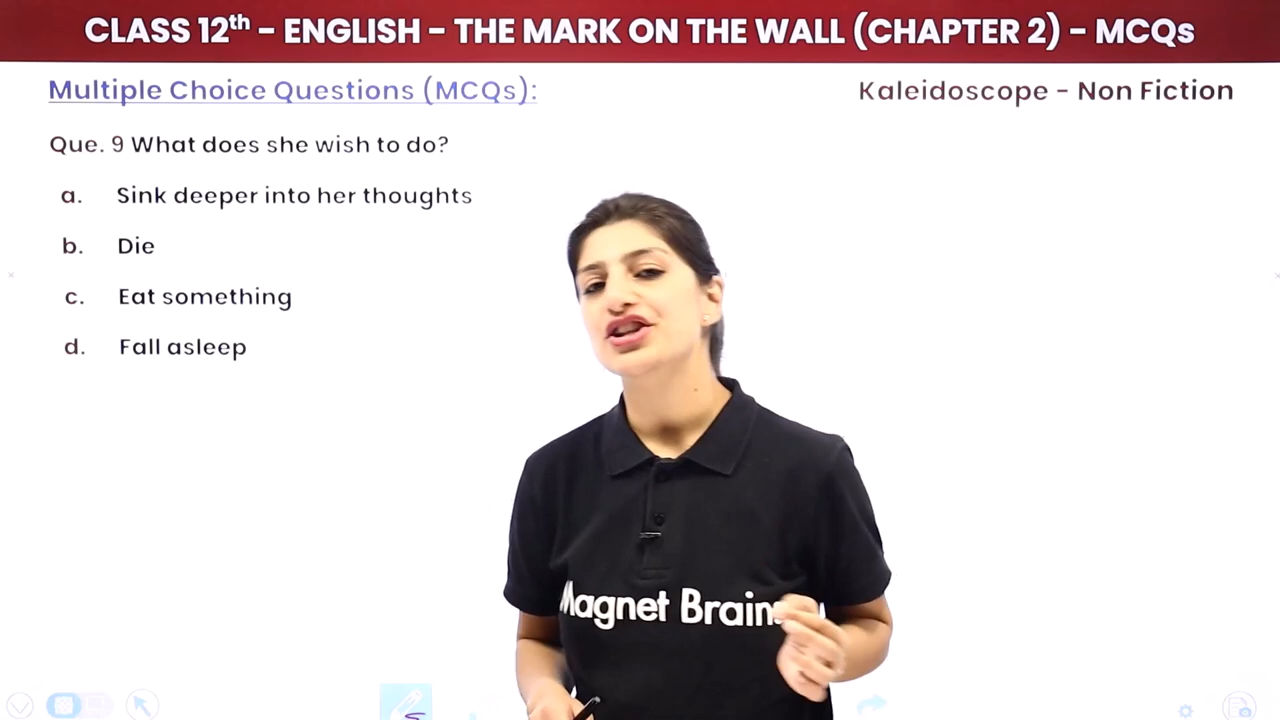 CLASS 12th - ENGLISH - THE MARK ON THE WALL (CHAPTER 2) - MCQs
Multiple Choice Questions (MCQs):
Kaleidoscope - Non Fiction
Que. 9 What does she wish to do?
a. Sink deeper into her thoughts
b. Die
c. Eat something
d. Fall asleep
Magnet Brains